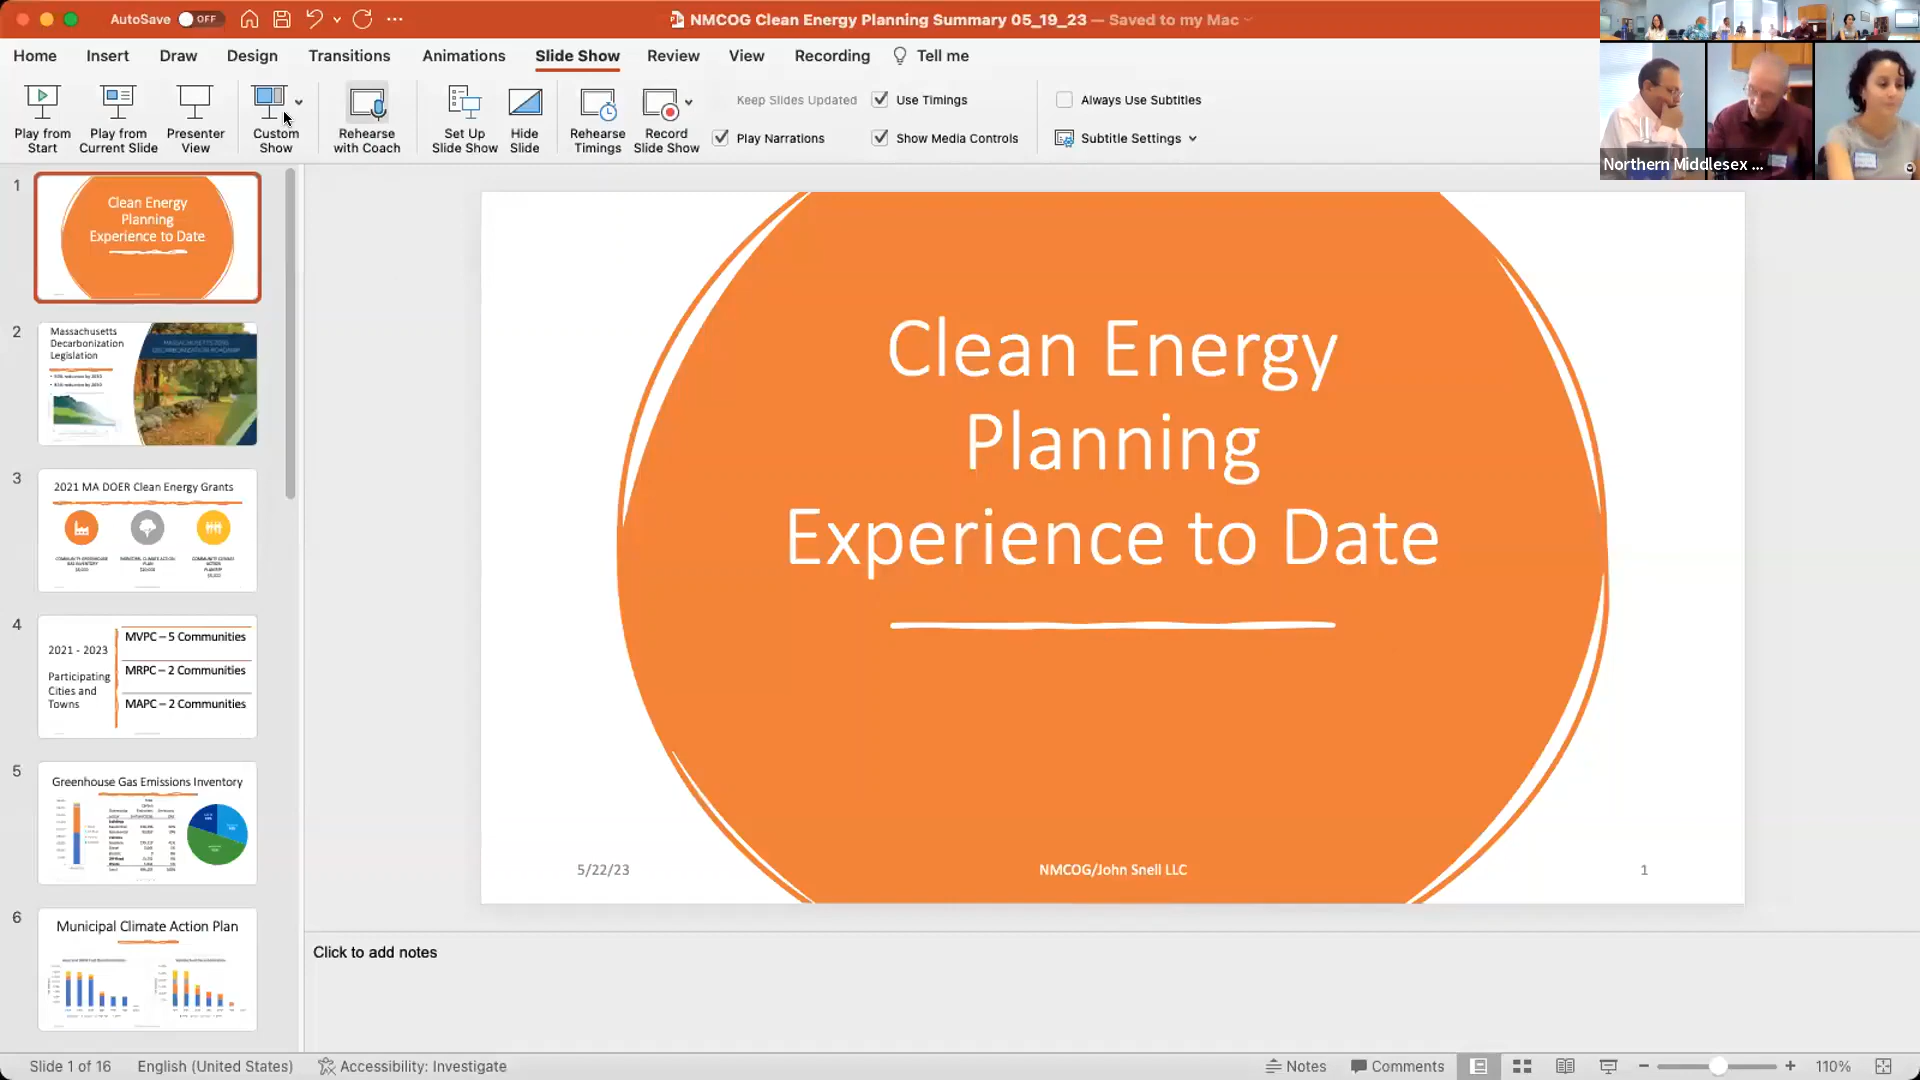 AutoSave OFF
NMCOG Clean Energy Planning Summary 05_19_23 — Saved to my Mac
Home Insert Draw Design Transitions Animations Slide Show Review View Recording Tell me
Play from Start
Play from Current Slide
Presenter View
Custom Show
Rehearse with Coach
Set Up Slide Show
Hide Slide
Rehearse Timings
Record Slide Show
Keep Slides Updated
Use Timings
Play Narrations
Show Media Controls
Always Use Subtitles
Subtitle Settings
Northern Middlesex ...
1
Clean Energy
Planning
Experience to Date
2
Massachusetts
Decarbonization
Legislation
3
2021 MA DOER Clean Energy Grants
4
2021 - 2023
Participating
Cities and
Towns
MVPC – 5 Communities
MRPC – 2 Communities
MAPC – 2 Communities
5
Greenhouse Gas Emissions Inventory
6
Municipal Climate Action Plan
Clean Energy
Planning
Experience to Date
5/22/23
NMCOG/John Snell LLC
1
Click to add notes
Slide 1 of 16
English (United States)
Accessibility: Investigate
Notes
Comments
110%